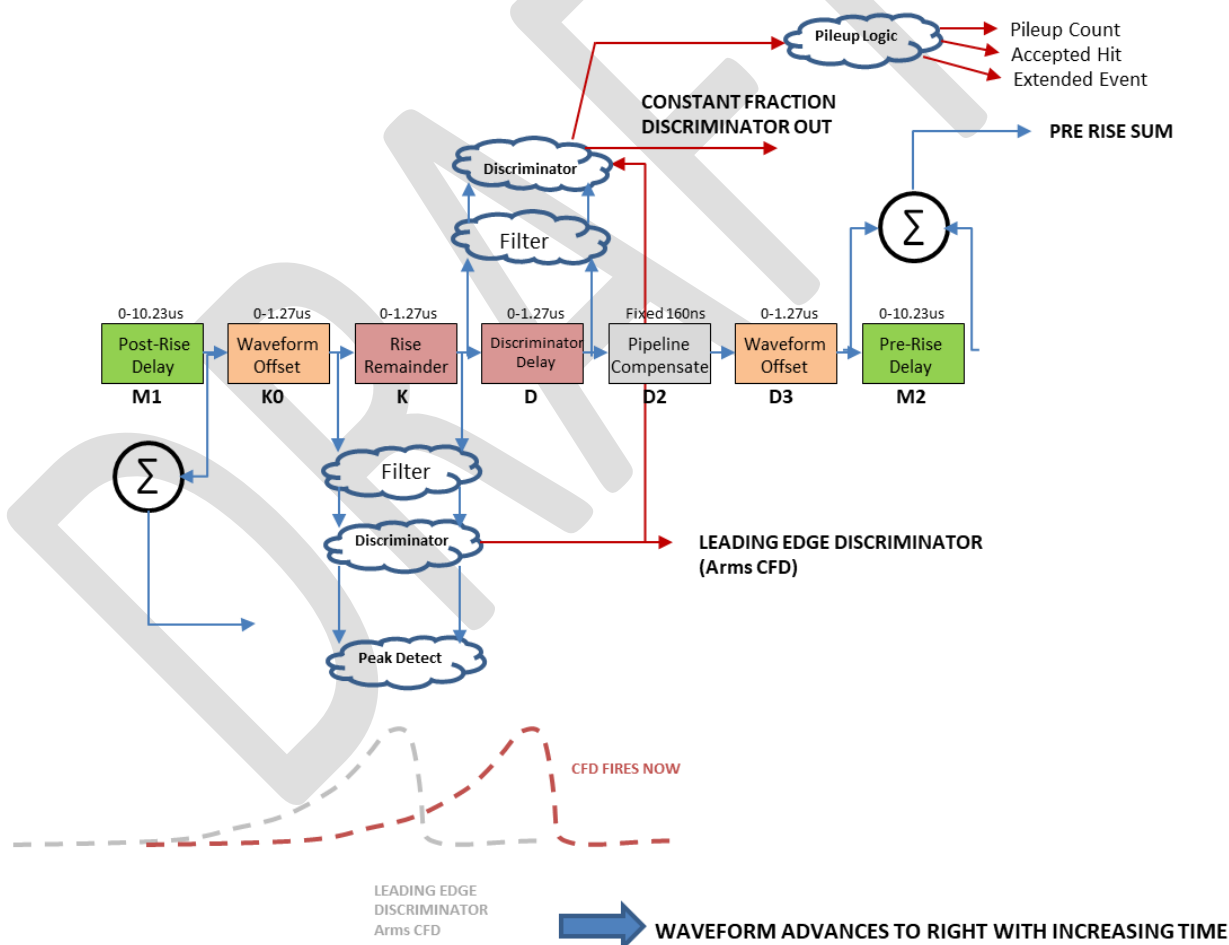 DRAFT
Pileup Logic
Pileup Count
Accepted Hit
Extended Event
CONSTANT FRACTION
DISCRIMINATOR OUT
PRE RISE SUM
Discriminator
Filter
Σ
0-10.23us
0-1.27us
0-1.27us
0-1.27us
Fixed 160ns
0-1.27us
0-10.23us
Post-Rise
Delay
Waveform
Offset
Rise
Remainder
Discriminator
Delay
Pipeline
Compensate
Waveform
Offset
Pre-Rise
Delay
M1
K0
K
D
D2
D3
M2
Σ
Filter
Discriminator
LEADING EDGE DISCRIMINATOR
(Arms CFD)
Peak Detect
CFD FIRES NOW
LEADING EDGE
DISCRIMINATOR
Arms CFD
WAVEFORM ADVANCES TO RIGHT WITH INCREASING TIME